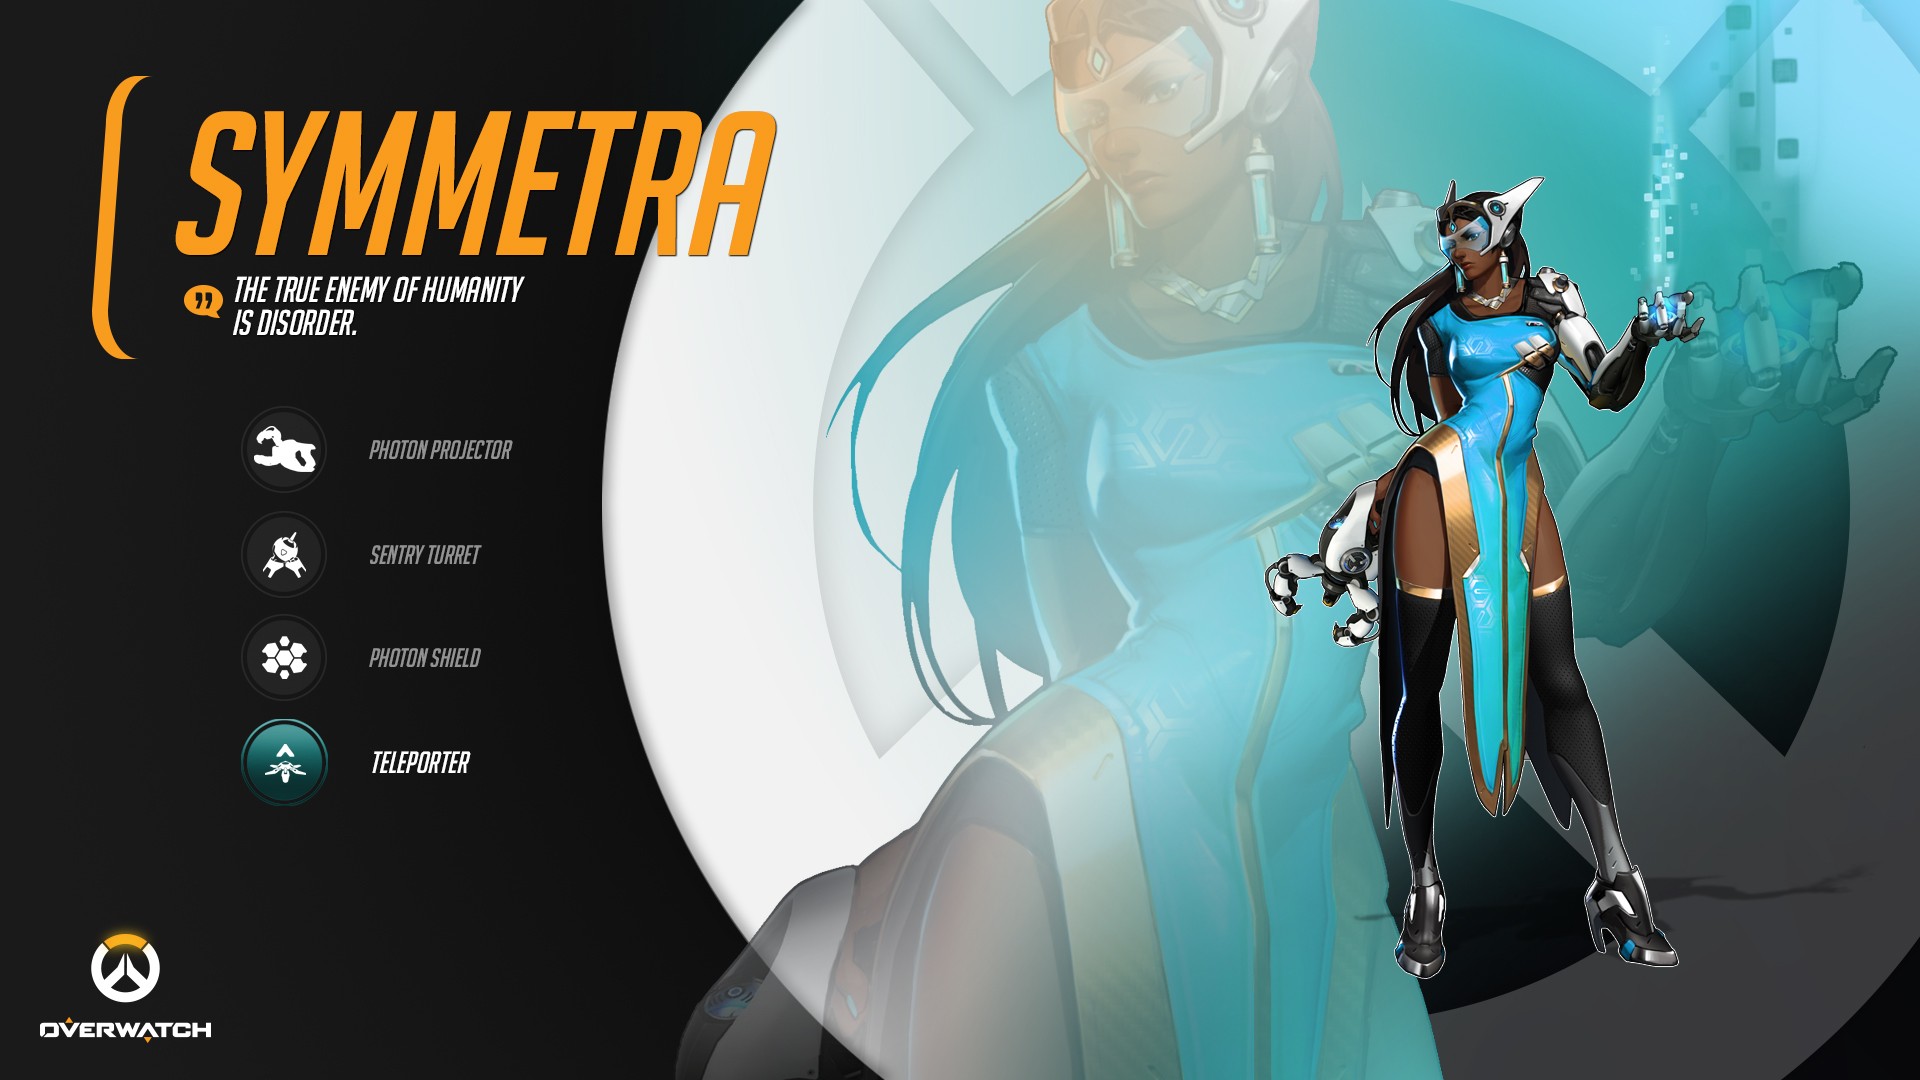 SYMMETRA
THE TRUE ENEMY OF HUMANITY
IS DISORDER.
PHOTON PROJECTOR
SENTRY TURRET
PHOTON SHIELD
TELEPORTER
OVERWATCH